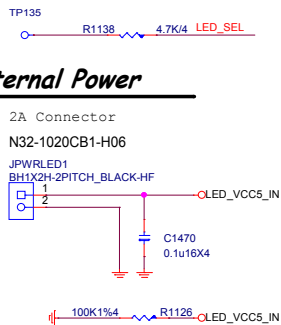 TP135
R1138 4.7K/4 LED_SEL
ternal Power
2A Connector
N32-1020CB1-H06
JPWRLED1
BH1X2H-2PITCH_BLACK-HF
1 LED_VCC5_IN
2
C1470
0.1u16X4
100K1%4 R1126 LED_VCC5_IN